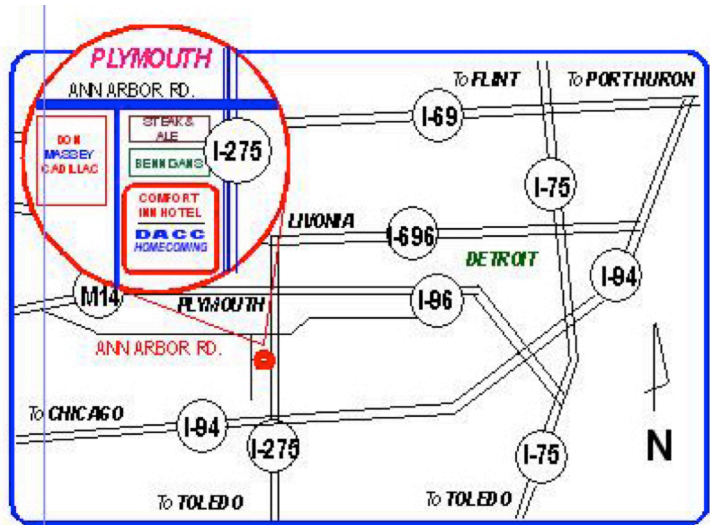 PLYMOUTH
ANN ARBOR RD.
DON
MASSEY
CADILLAC
STEAK &
ALE
BENNIGANS
I-275
COMFORT
INN HOTEL
DACC
HOMECOMING
To FLINT
To PORTHURON
I-69
I-75
LIVONIA
I-696
DETROIT
I-94
M14
PLYMOUTH
I-96
ANN ARBOR RD.
To CHICAGO
I-94
I-275
I-75
N
To TOLEDO
To TOLEDO